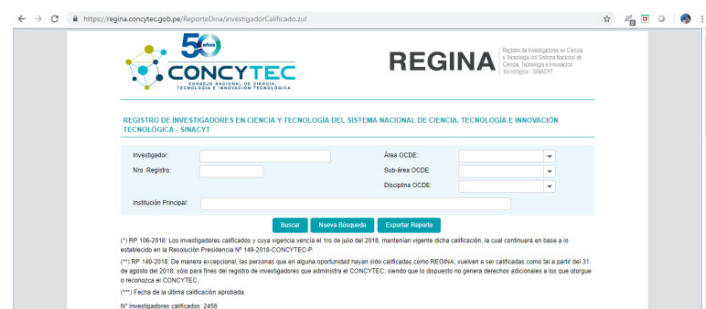 https://regina.concytec.gob.pe/ReporteDina/investigadorCalificado.zul
50 años
CONCYTEC
CONSEJO NACIONAL DE CIENCIA,
TECNOLOGÍA E INNOVACIÓN TECNOLÓGICA
REGINA
Registro de Investigadores en Ciencia
y Tecnología del Sistema Nacional de
Ciencia, Tecnología e Innovación
Tecnológica - SINACYT
REGISTRO DE INVESTIGADORES EN CIENCIA Y TECNOLOGÍA DEL SISTEMA NACIONAL DE CIENCIA, TECNOLOGÍA E INNOVACIÓN
TECNOLÓGICA - SINACYT
Investigador:
Área OCDE:
Nro. Registro:
Sub-área OCDE:
Disciplina OCDE:
Institución Principal:
Buscar Nueva Búsqueda Exportar Reporte
(*) RP 106-2018: Los investigadores calificados y cuya vigencia vencía el 1ro de julio del 2018, mantenían vigente dicha calificación, la cual continuará en base a lo
establecido en la Resolución Presidencia Nº 149-2018-CONCYTEC-P.
(**) RP 149-2018: De manera excepcional, las personas que en alguna oportunidad hayan sido calificadas como REGINA, vuelven a ser calificadas como tal a partir del 31
de agosto del 2018, sólo para fines del registro de investigadores que administra el CONCYTEC; siendo que lo dispuesto no genera derechos adicionales a los que otorgue
o reconozca el CONCYTEC.
(***) Fecha de la última calificación aprobada.
N° Investigadores calificados: 2456